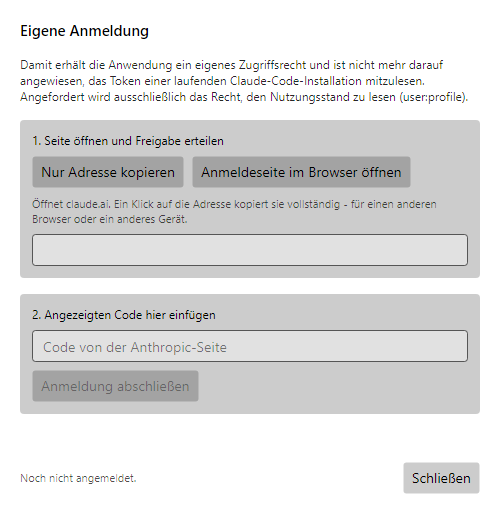 Eigene Anmeldung
Damit erhält die Anwendung ein eigenes Zugriffsrecht und ist nicht mehr darauf
angewiesen, das Token einer laufenden Claude-Code-Installation mitzulesen.
Angefordert wird ausschließlich das Recht, den Nutzungsstand zu lesen (user:profile).
1. Seite öffnen und Freigabe erteilen
Nur Adresse kopieren Anmeldeseite im Browser öffnen
Öffnet claude.ai. Ein Klick auf die Adresse kopiert sie vollständig - für einen anderen
Browser oder ein anderes Gerät.
2. Angezeigten Code hier einfügen
Code von der Anthropic-Seite
Anmeldung abschließen
Noch nicht angemeldet. Schließen